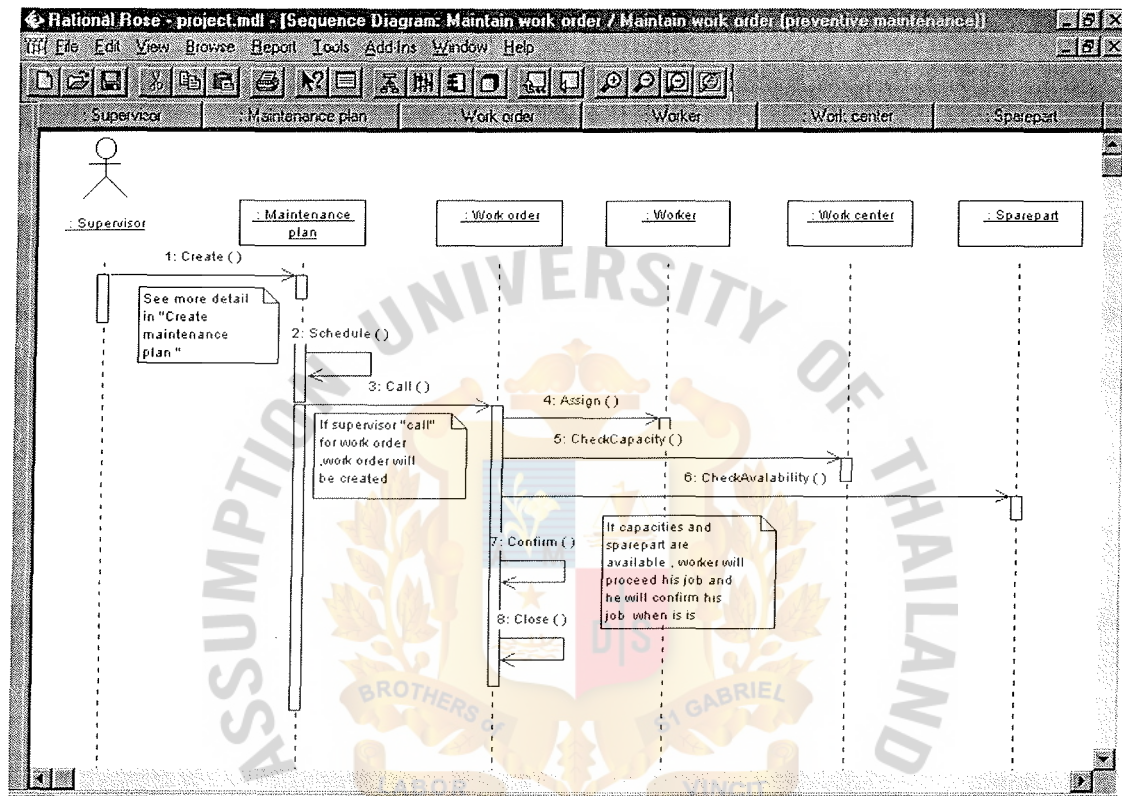 Rational Rose - project.mdl - [Sequence Diagram: Maintain work order / Maintain work order (preventive maintenance)]
File Edit View Browse Report Tools Add-Ins Window Help
: Supervisor : Maintenance plan : Work order : Worker : Work center : Sparepart
: Supervisor
: Maintenance
plan
: Work order
: Worker
: Work center
: Sparepart
1: Create ( )
See more detail
in "Create
maintenance
plan "
2: Schedule ( )
3: Call ( )
If supervisor "call"
for work order
,work order will
be created
4: Assign ( )
5: CheckCapacity ( )
6: CheckAvalability ( )
7: Confirm ( )
If capacities and
sparepart are
available , worker will
proceed his job and
he will confirm his
job when is is
8: Close ( )
ASSUMPTION UNIVERSITY OF THAILAND
D S
BROTHERS of ST GABRIEL
LABOR VINCIT